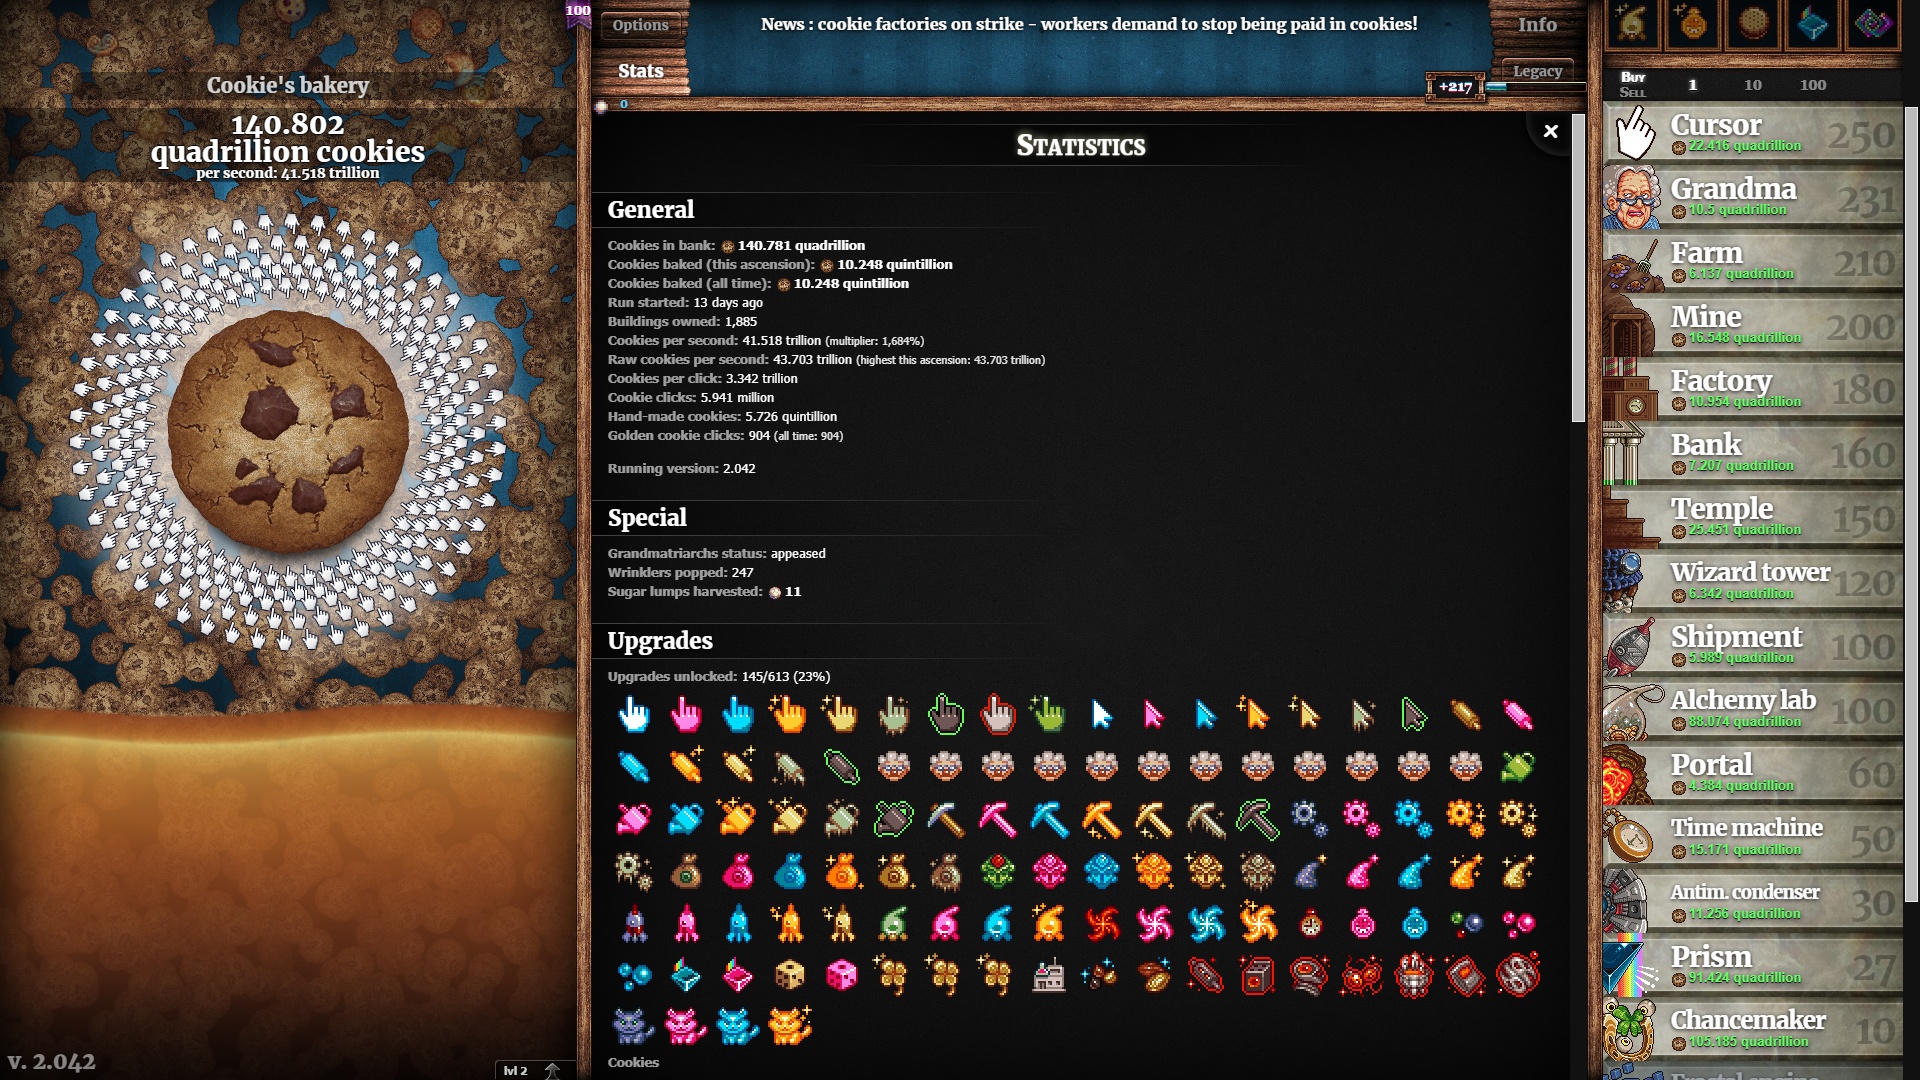 100
Options
News : cookie factories on strike - workers demand to stop being paid in cookies!
Info
Stats
+217
Legacy
0
Cookie's bakery
140.802
quadrillion cookies
per second: 41.518 trillion
v. 2.042
lvl 2
Statistics
×
General
Cookies in bank: 140.781 quadrillion
Cookies baked (this ascension): 10.248 quintillion
Cookies baked (all time): 10.248 quintillion
Run started: 13 days ago
Buildings owned: 1,885
Cookies per second: 41.518 trillion (multiplier: 1,684%)
Raw cookies per second: 43.703 trillion (highest this ascension: 43.703 trillion)
Cookies per click: 3.342 trillion
Cookie clicks: 5.941 million
Hand-made cookies: 5.726 quintillion
Golden cookie clicks: 904 (all time: 904)
Running version: 2.042
Special
Grandmatriarchs status: appeased
Wrinklers popped: 247
Sugar lumps harvested: 11
Upgrades
Upgrades unlocked: 145/613 (23%)
Cookies
Buy
Sell
1 10 100
Cursor 250
22.416 quadrillion
Grandma 231
10.5 quadrillion
Farm 210
6.137 quadrillion
Mine 200
16.548 quadrillion
Factory 180
10.954 quadrillion
Bank 160
7.207 quadrillion
Temple 150
25.451 quadrillion
Wizard tower 120
6.342 quadrillion
Shipment 100
5.989 quadrillion
Alchemy lab 100
88.074 quadrillion
Portal 60
4.384 quadrillion
Time machine 50
15.171 quadrillion
Antim. condenser 30
11.256 quadrillion
Prism 27
91.424 quadrillion
Chancemaker 10
105.185 quadrillion
Fractal engine